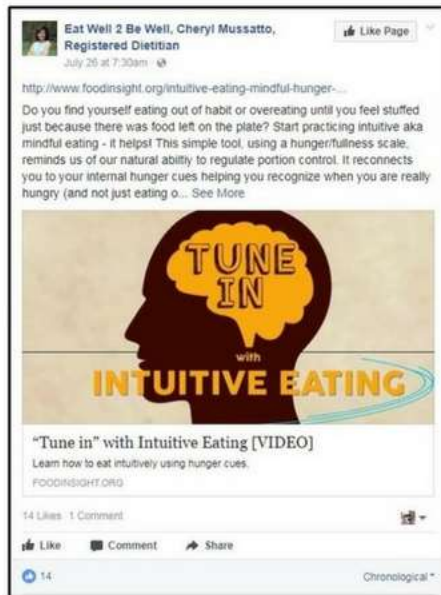 Eat Well 2 Be Well, Cheryl Mussatto,
Registered Dietitian
Like Page
July 26 at 7:30am
http://www.foodinsight.org/intuitive-eating-mindful-hunger-...
Do you find yourself eating out of habit or overeating until you feel stuffed
just because there was food left on the plate? Start practicing intuitive aka
mindful eating - it helps! This simple tool, using a hunger/fullness scale,
reminds us of our natural abiltiy to regulate portion control. It reconnects
you to your internal hunger cues helping you recognize when you are really
hungry (and not just eating o... See More
TUNE
IN
with
INTUITIVE EATING
“Tune in” with Intuitive Eating [VIDEO]
Learn how to eat intuitively using hunger cues.
FOODINSIGHT.ORG
14 Likes 1 Comment
Like Comment Share
14 Chronological